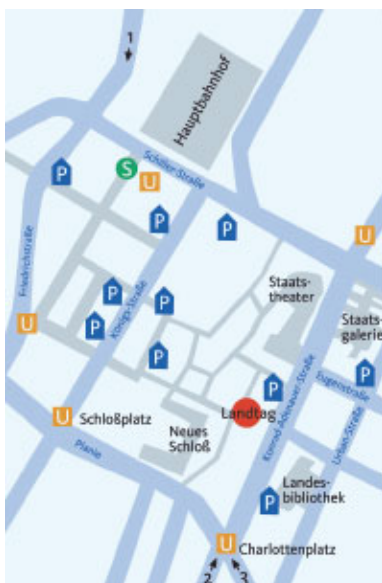 1
Hauptbahnhof
S
Schiller-Straße
U
P
P
P
U
Friedrichstraße
Staats-
theater
P
P
Königs-Straße
Staats-
galerie
U
P
P
P
P
Landtag
Konrad-Adenauer-Straße
Urban-Straße
U
Schloßplatz
Neues
Schloß
Planie
Landes-
bibliothek
P
U
Charlottenplatz
2
3